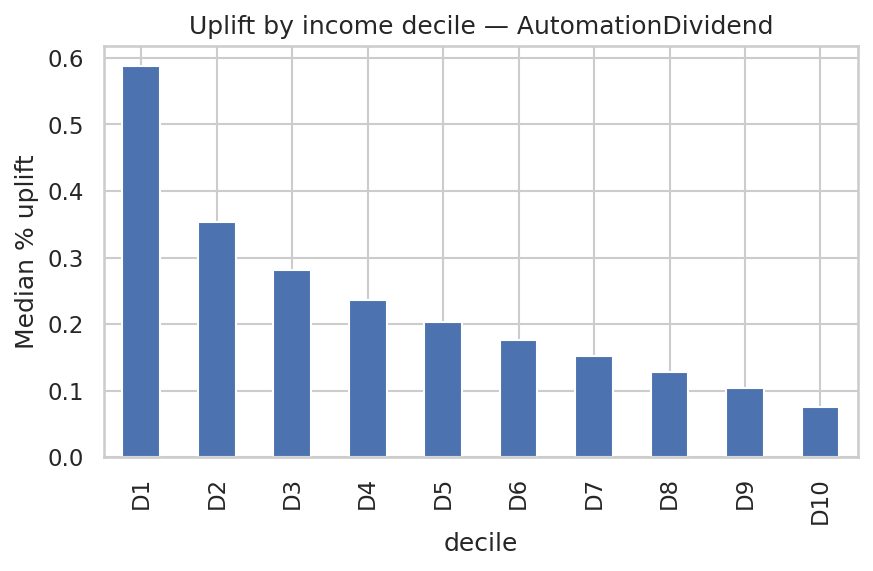 Uplift by income decile — AutomationDividend
Median % uplift
0.6
0.5
0.4
0.3
0.2
0.1
0.0
D1
D2
D3
D4
D5
D6
D7
D8
D9
D10
decile